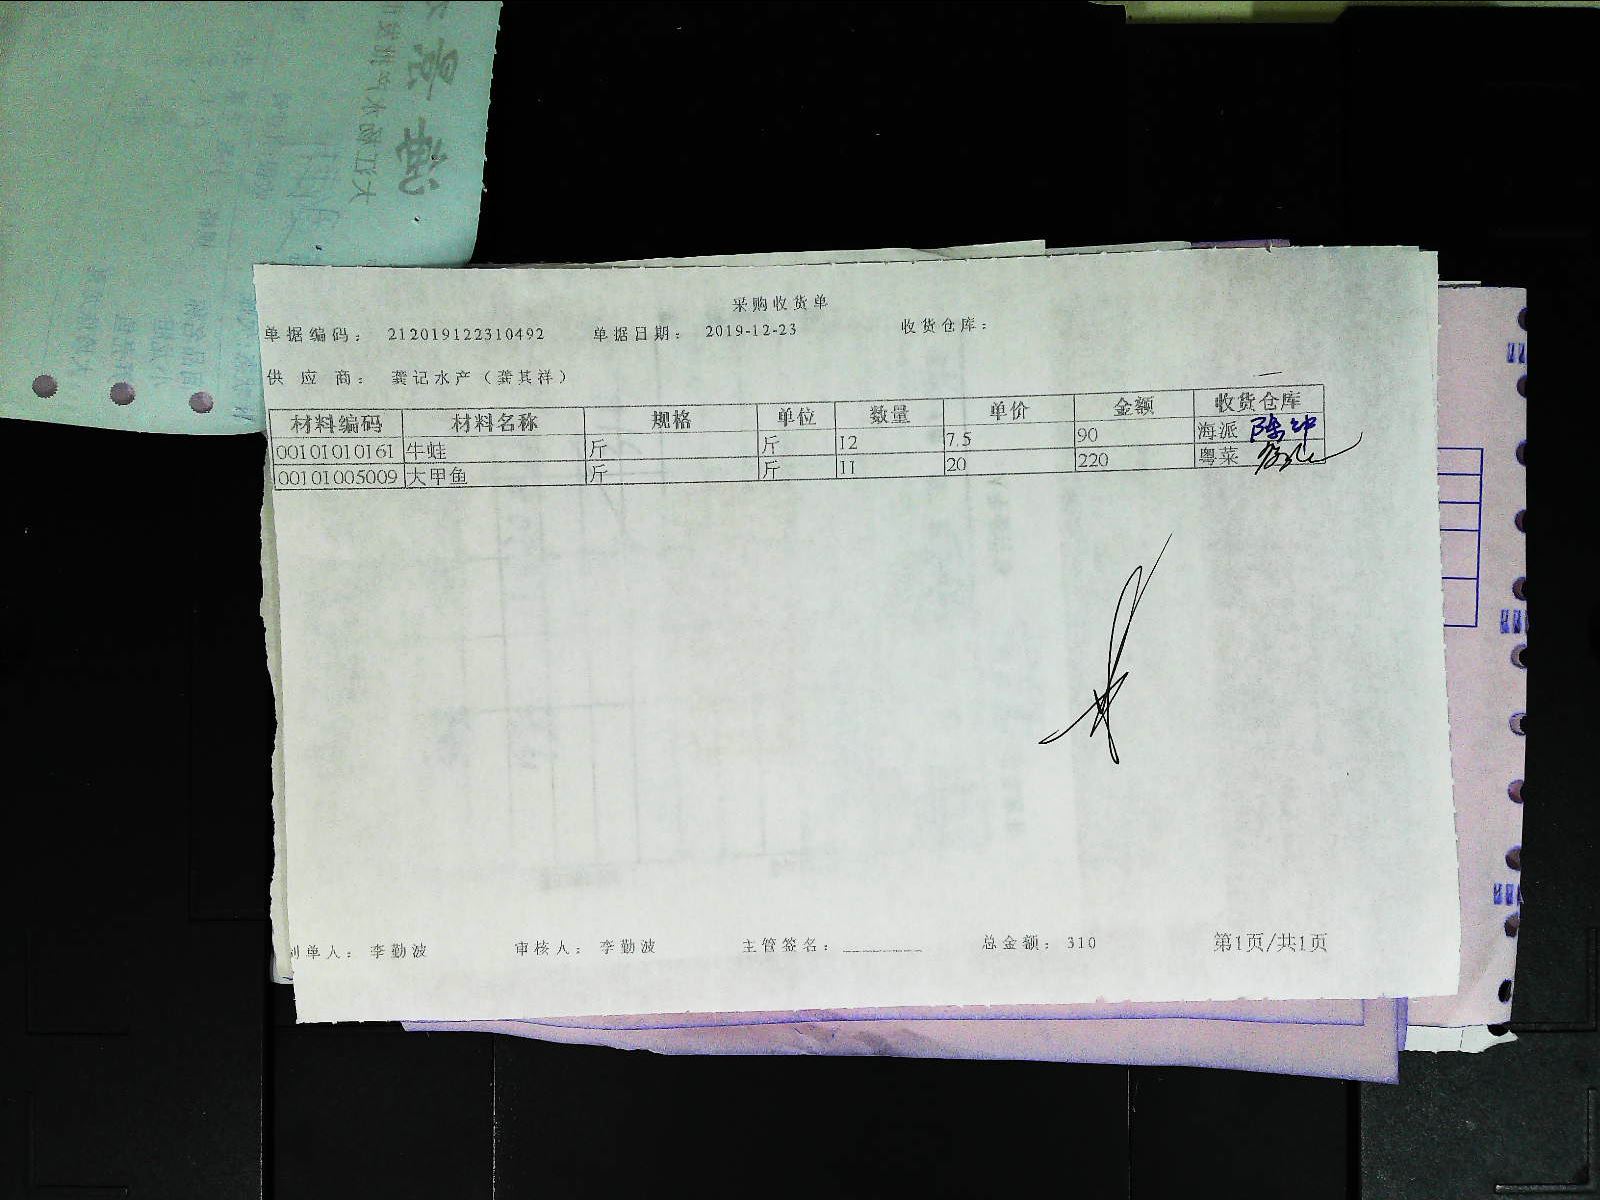 采购收货单
单据编码： 212019122310492 单据日期： 2019-12-23 收货仓库：
供 应 商： 龚记水产（龚其祥）
材料编码 材料名称 规格 单位 数量 单价 金额 收货仓库
00101010161 牛蛙 斤 斤 12 7.5 90 海派
00101005009 大甲鱼 斤 斤 11 20 220 粤菜
制单人： 李勤波 审核人： 李勤波 主管签名： 总金额： 310 第1页/共1页